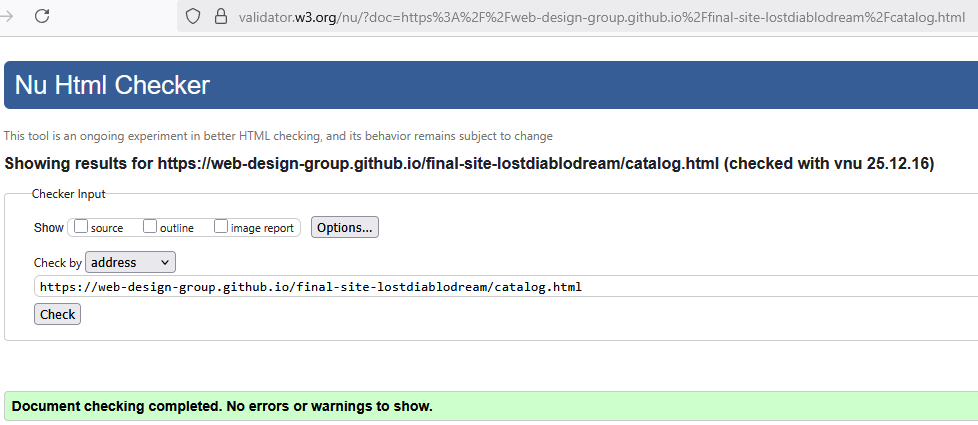 validator.w3.org/nu/?doc=https%3A%2F%2Fweb-design-group.github.io%2Ffinal-site-lostdiablodream%2Fcatalog.html
Nu Html Checker
This tool is an ongoing experiment in better HTML checking, and its behavior remains subject to change
Showing results for https://web-design-group.github.io/final-site-lostdiablodream/catalog.html (checked with vnu 25.12.16)
Checker Input
Show source outline image report Options...
Check by address
https://web-design-group.github.io/final-site-lostdiablodream/catalog.html
Check
Document checking completed. No errors or warnings to show.